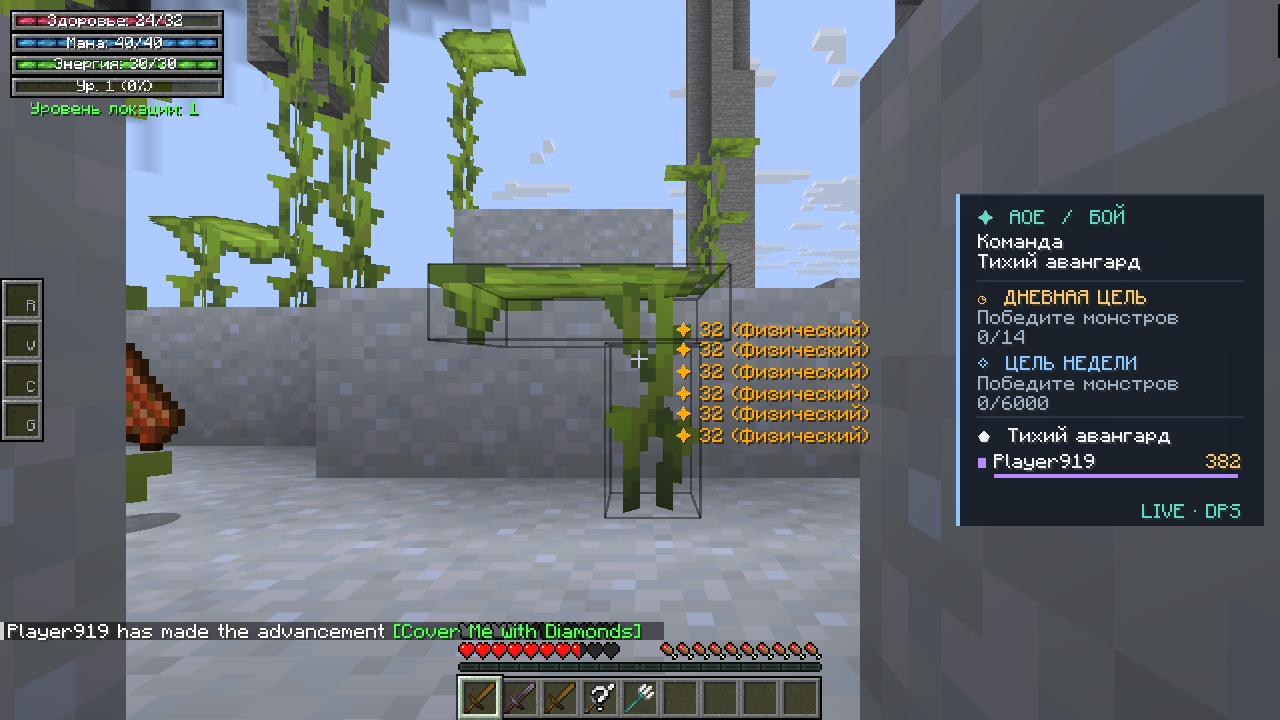 Здоровье: 24/32
Мана: 40/40
Энергия: 30/30
Ур. 1 (0%)
Уровень локации: 1
R
V
C
G
32 (Физический)
32 (Физический)
32 (Физический)
32 (Физический)
32 (Физический)
32 (Физический)
АОЕ / БОЙ
Команда
Тихий авангард
ДНЕВНАЯ ЦЕЛЬ
Победите монстров
0/14
ЦЕЛЬ НЕДЕЛИ
Победите монстров
0/6000
Тихий авангард
Player919 382
LIVE · DPS
Player919 has made the advancement [Cover Me with Diamonds]